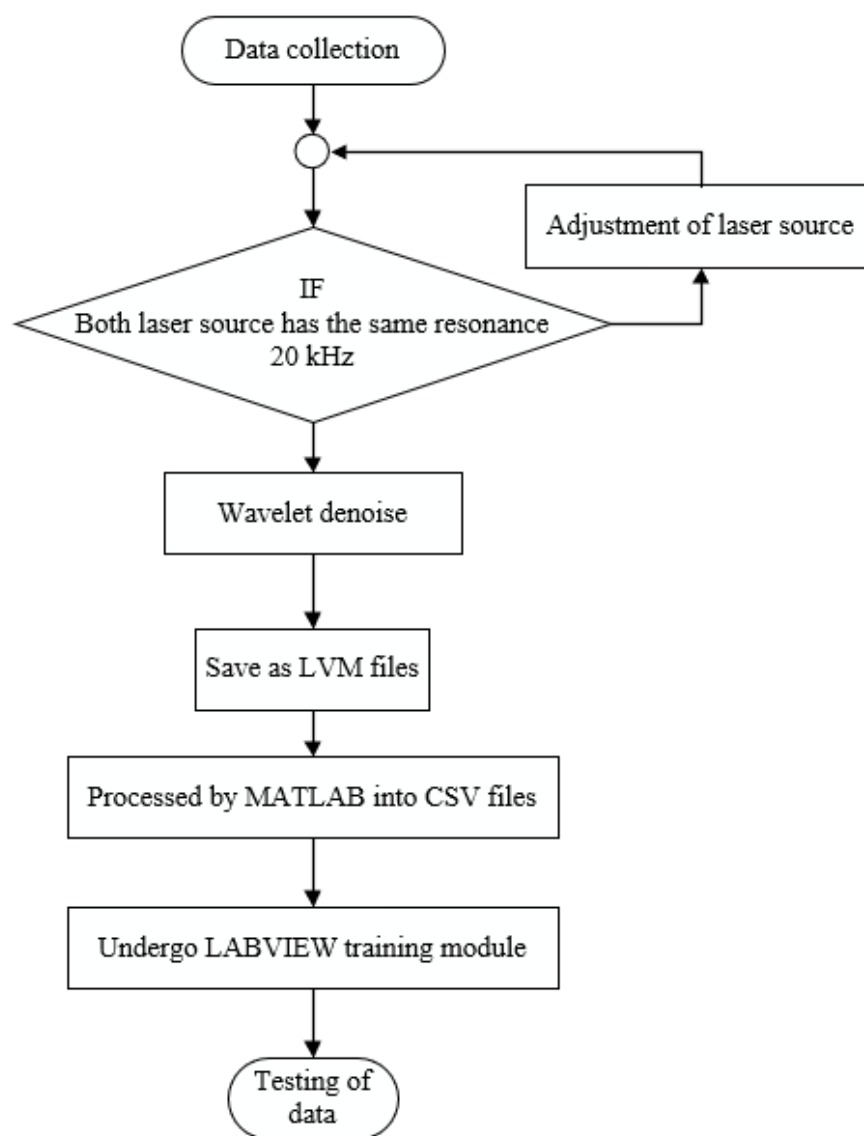 Data collection
Adjustment of laser source
IF
Both laser source has the same resonance
20 kHz
Wavelet denoise
Save as LVM files
Processed by MATLAB into CSV files
Undergo LABVIEW training module
Testing of
data